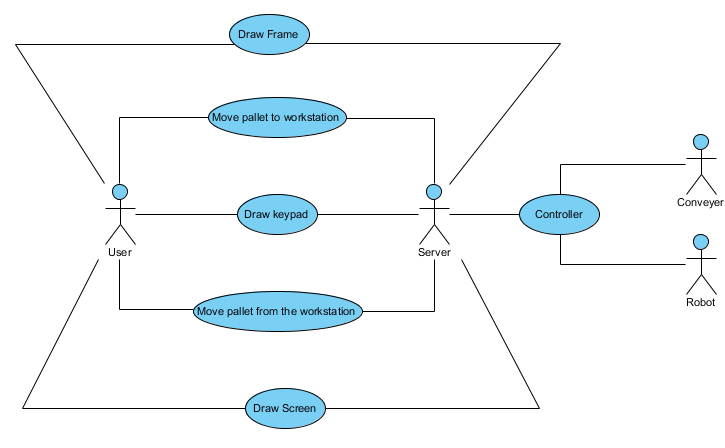 Draw Frame
Move pallet to workstation
Conveyer
Draw keypad
Controller
User
Server
Robot
Move pallet from the workstation
Draw Screen